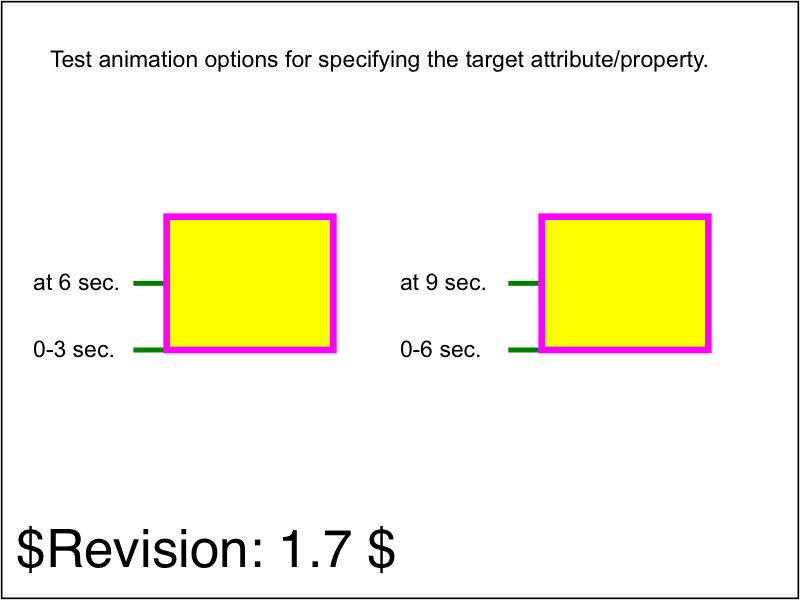 Test animation options for specifying the target attribute/property.
at 6 sec.
at 9 sec.
0-3 sec.
0-6 sec.
$Revision: 1.7 $